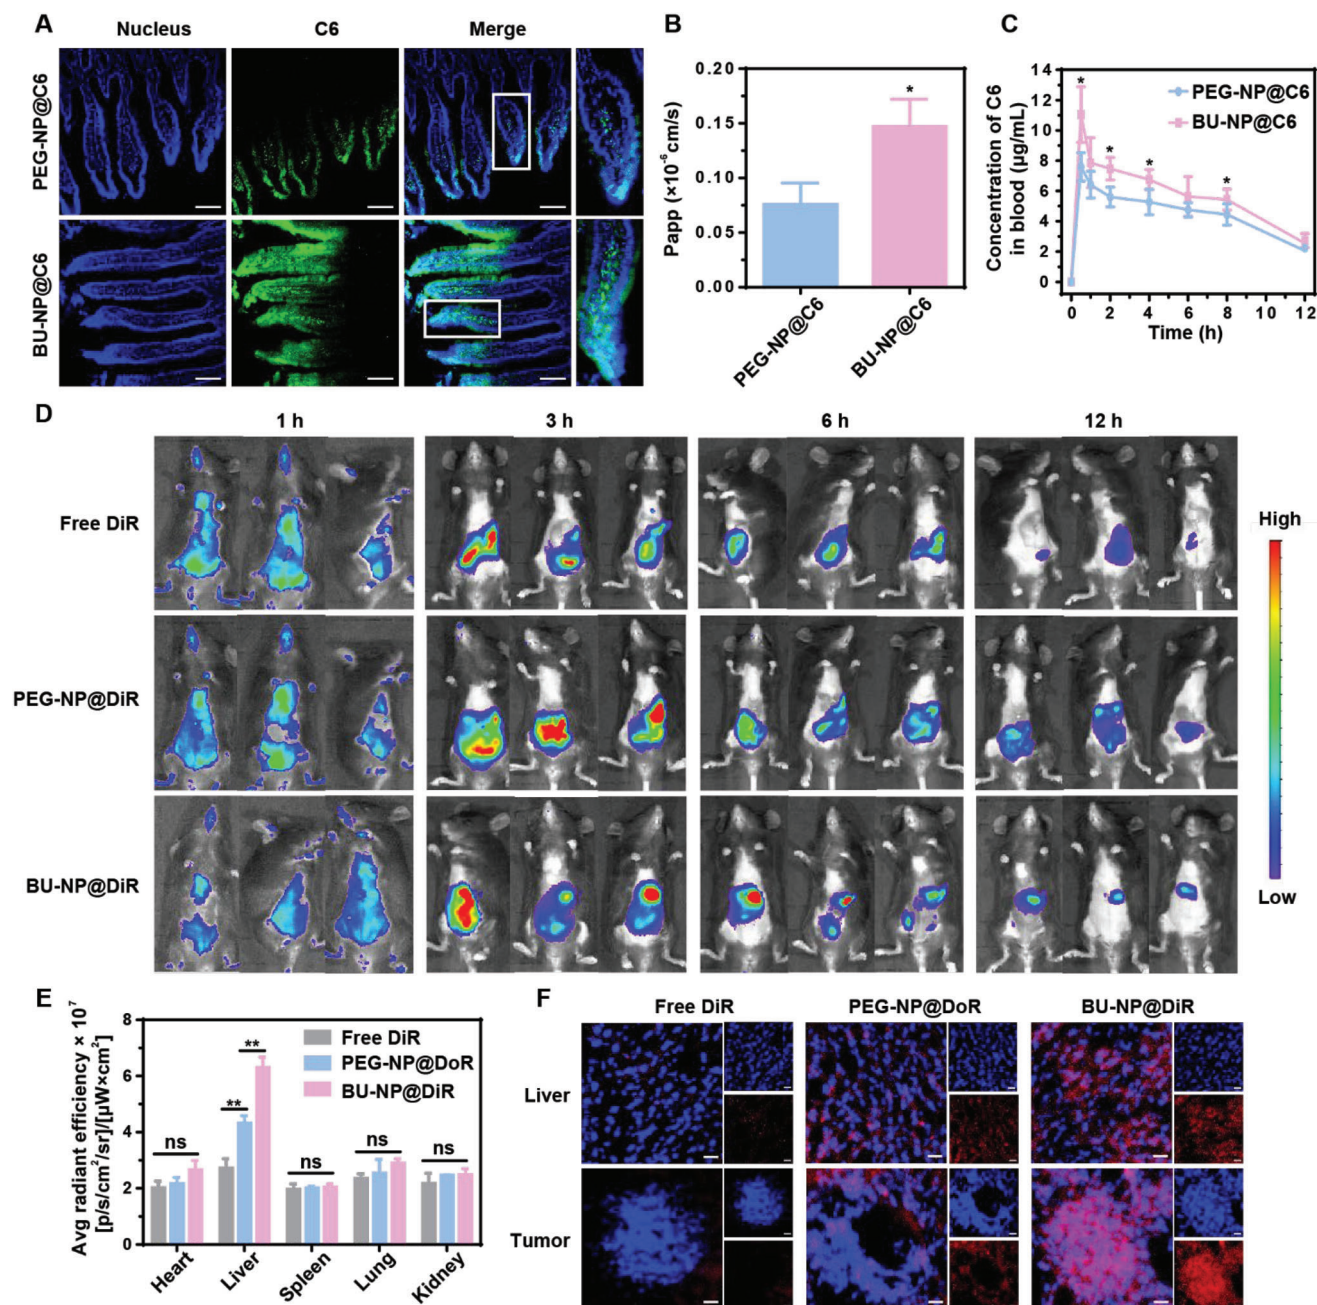 A
Nucleus
C6
Merge
PEG-NP@C6
BU-NP@C6
B
Papp (×10⁻⁶ cm/s)
0.20
0.15
0.10
0.05
0.00
*
PEG-NP@C6
BU-NP@C6
C
Concentration of C6
in blood (µg/mL)
14
12
10
8
6
4
2
0
* * * *
PEG-NP@C6
BU-NP@C6
0 2 4 6 8 10 12
Time (h)
D
1 h
3 h
6 h
12 h
Free DiR
PEG-NP@DiR
BU-NP@DiR
High
Low
E
Avg radiant efficiency × 10⁷
[p/s/cm²/sr]/[µW×cm²]
8
6
4
2
0
Free DiR
PEG-NP@DoR
BU-NP@DiR
ns
**
**
ns
ns
ns
Heart
Liver
Spleen
Lung
Kidney
F
Free DiR
PEG-NP@DoR
BU-NP@DiR
Liver
Tumor